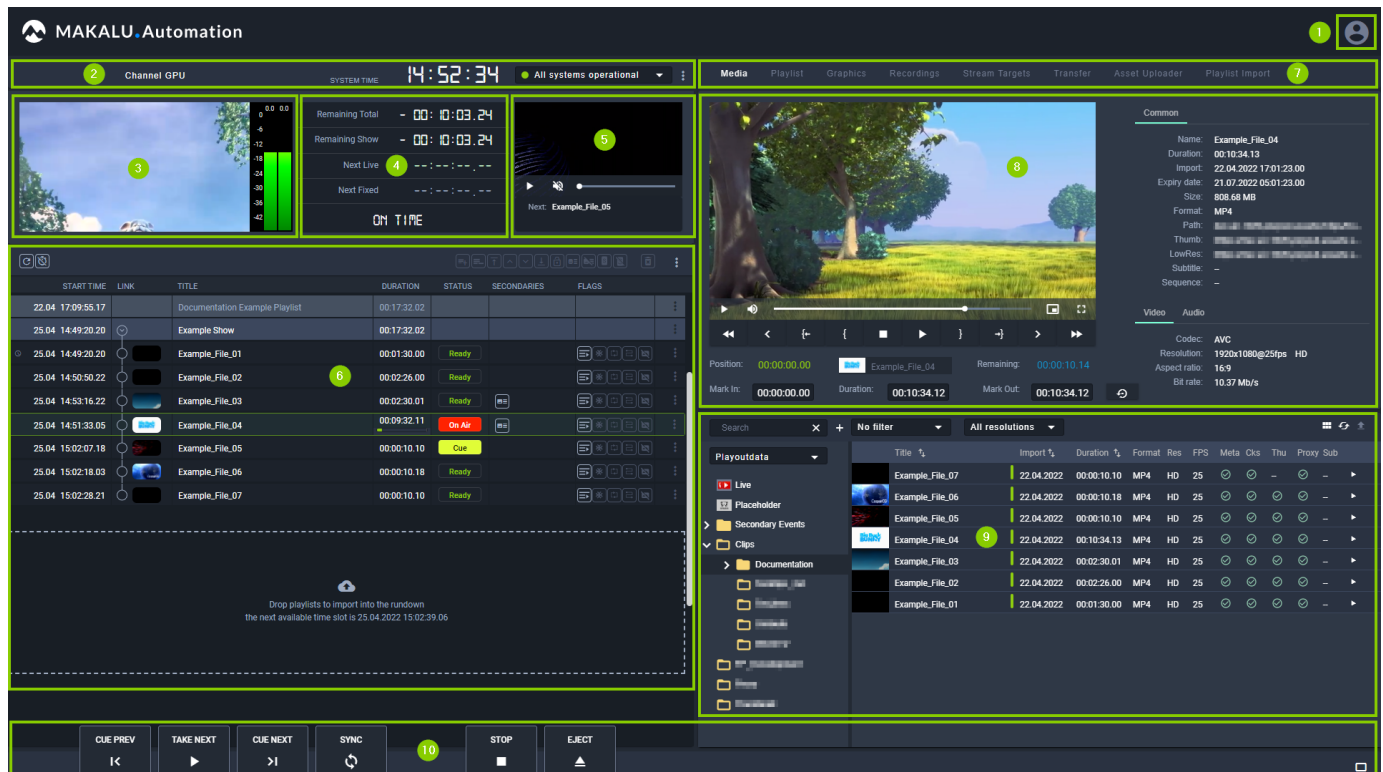 MAKALU.Automation
1
2
Channel GPU
SYSTEM TIME
14:52:34
All systems operational
Media
Playlist
Graphics
Recordings
Stream Targets
Transfer
Asset Uploader
Playlist Import
7
3
0.0 0.0
0
-6
-12
-18
-24
-30
-36
-42
Remaining Total - 00:10:03.24
Remaining Show - 00:10:03.24
Next Live --:--:--.--
4
Next Fixed --:--:--.--
ON TIME
5
Next: Example_File_05
START TIME LINK TITLE DURATION STATUS SECONDARIES FLAGS
22.04 17:09:55.17 Documentation Example Playlist 00:17:32.02
25.04 14:49:20.20 Example Show 00:17:32.02
25.04 14:49:20.20 Example_File_01 00:01:30.00 Ready
25.04 14:50:50.22 Example_File_02 00:02:26.00 Ready
6
25.04 14:53:16.22 Example_File_03 00:02:30.01 Ready
25.04 14:51:33.05 Example_File_04 00:09:32.11 On Air
25.04 15:02:07.18 Example_File_05 00:00:10.10 Cue
25.04 15:02:18.03 Example_File_06 00:00:10.18 Ready
25.04 15:02:28.21 Example_File_07 00:00:10.10 Ready
Drop playlists to import into the rundown
the next available time slot is 25.04.2022 15:02:39.06
8
Position: 00:00:00.00 Example_File_04 Remaining: 00:00:10.14
Mark In: 00:00:00.00 Duration: 00:10:34.12 Mark Out: 00:10:34.12
Common
Name: Example_File_04
Duration: 00:10:34.13
Import: 22.04.2022 17:01:23.00
Expiry date: 21.07.2022 05:01:23.00
Size: 808.68 MB
Format: MP4
Path:
Thumb:
LowRes:
Subtitle: –
Sequence: –
Video Audio
Codec: AVC
Resolution: 1920x1080@25fps HD
Aspect ratio: 16:9
Bit rate: 10.37 Mb/s
Search
No filter
All resolutions
Playoutdata
Live
Placeholder
Secondary Events
Clips
Documentation
Title Import Duration Format Res FPS Meta Cks Thu Proxy Sub
Example_File_07 22.04.2022 00:00:10.10 MP4 HD 25 – –
Example_File_06 22.04.2022 00:00:10.18 MP4 HD 25 –
Example_File_05 22.04.2022 00:00:10.10 MP4 HD 25 –
Example_File_04 22.04.2022 00:10:34.13 MP4 HD 25 –
9
Example_File_03 22.04.2022 00:02:30.01 MP4 HD 25 –
Example_File_02 22.04.2022 00:02:26.00 MP4 HD 25 –
Example_File_01 22.04.2022 00:01:30.00 MP4 HD 25 –
CUE PREV
TAKE NEXT
CUE NEXT
SYNC
10
STOP
EJECT